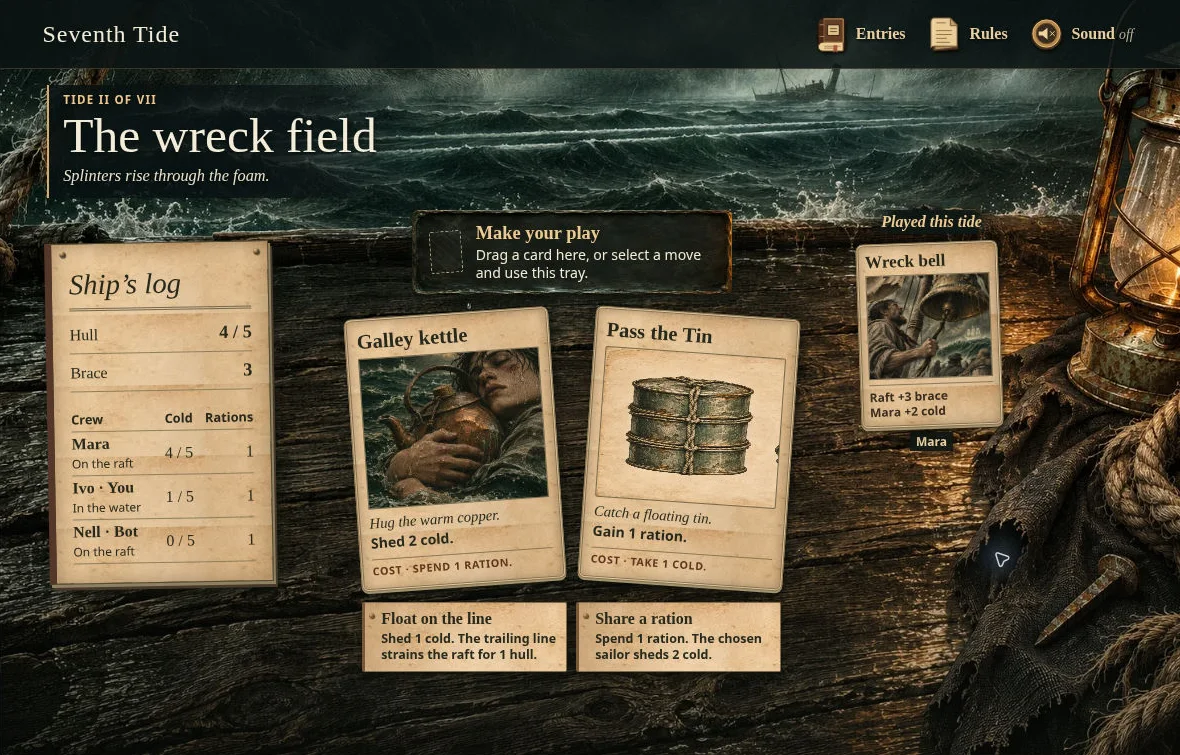 Seventh Tide
Entries
Rules
Sound off
TIDE II OF VII
The wreck field
Splinters rise through the foam.
Make your play
Drag a card here, or select a move
and use this tray.
Played this tide
Wreck bell
Raft +3 brace
Mara +2 cold
Mara
Ship's log
Hull 4 / 5
Brace 3
Crew Cold Rations
Mara
On the raft 4 / 5 1
Ivo · You
In the water 1 / 5 1
Nell · Bot
On the raft 0 / 5 1
Galley kettle
Hug the warm copper.
Shed 2 cold.
COST · SPEND 1 RATION.
Pass the Tin
Catch a floating tin.
Gain 1 ration.
COST · TAKE 1 COLD.
Float on the line
Shed 1 cold. The trailing line
strains the raft for 1 hull.
Share a ration
Spend 1 ration. The chosen
sailor sheds 2 cold.